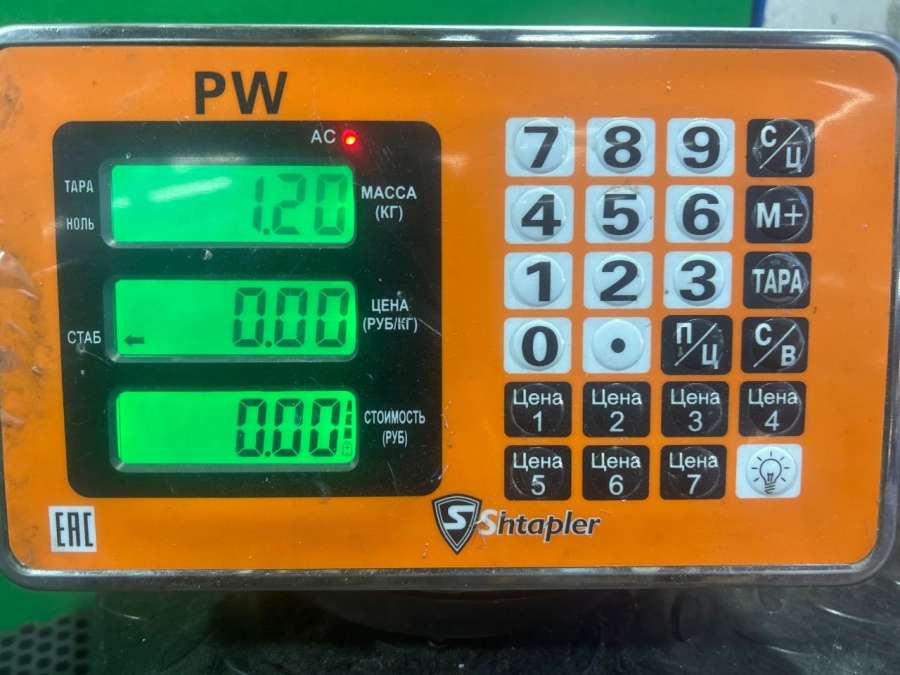 PW
AC
ТАРА
НОЛЬ
1.20
МАССА
(КГ)
СТАБ
0.00
ЦЕНА
(РУБ/КГ)
0.00
СТОИМОСТЬ
(РУБ)
7 8 9 С/Ц
4 5 6 М+
1 2 3 ТАРА
0 • П/Ц С/В
Цена 1 Цена 2 Цена 3 Цена 4
Цена 5 Цена 6 Цена 7
EAC
S Shtapler